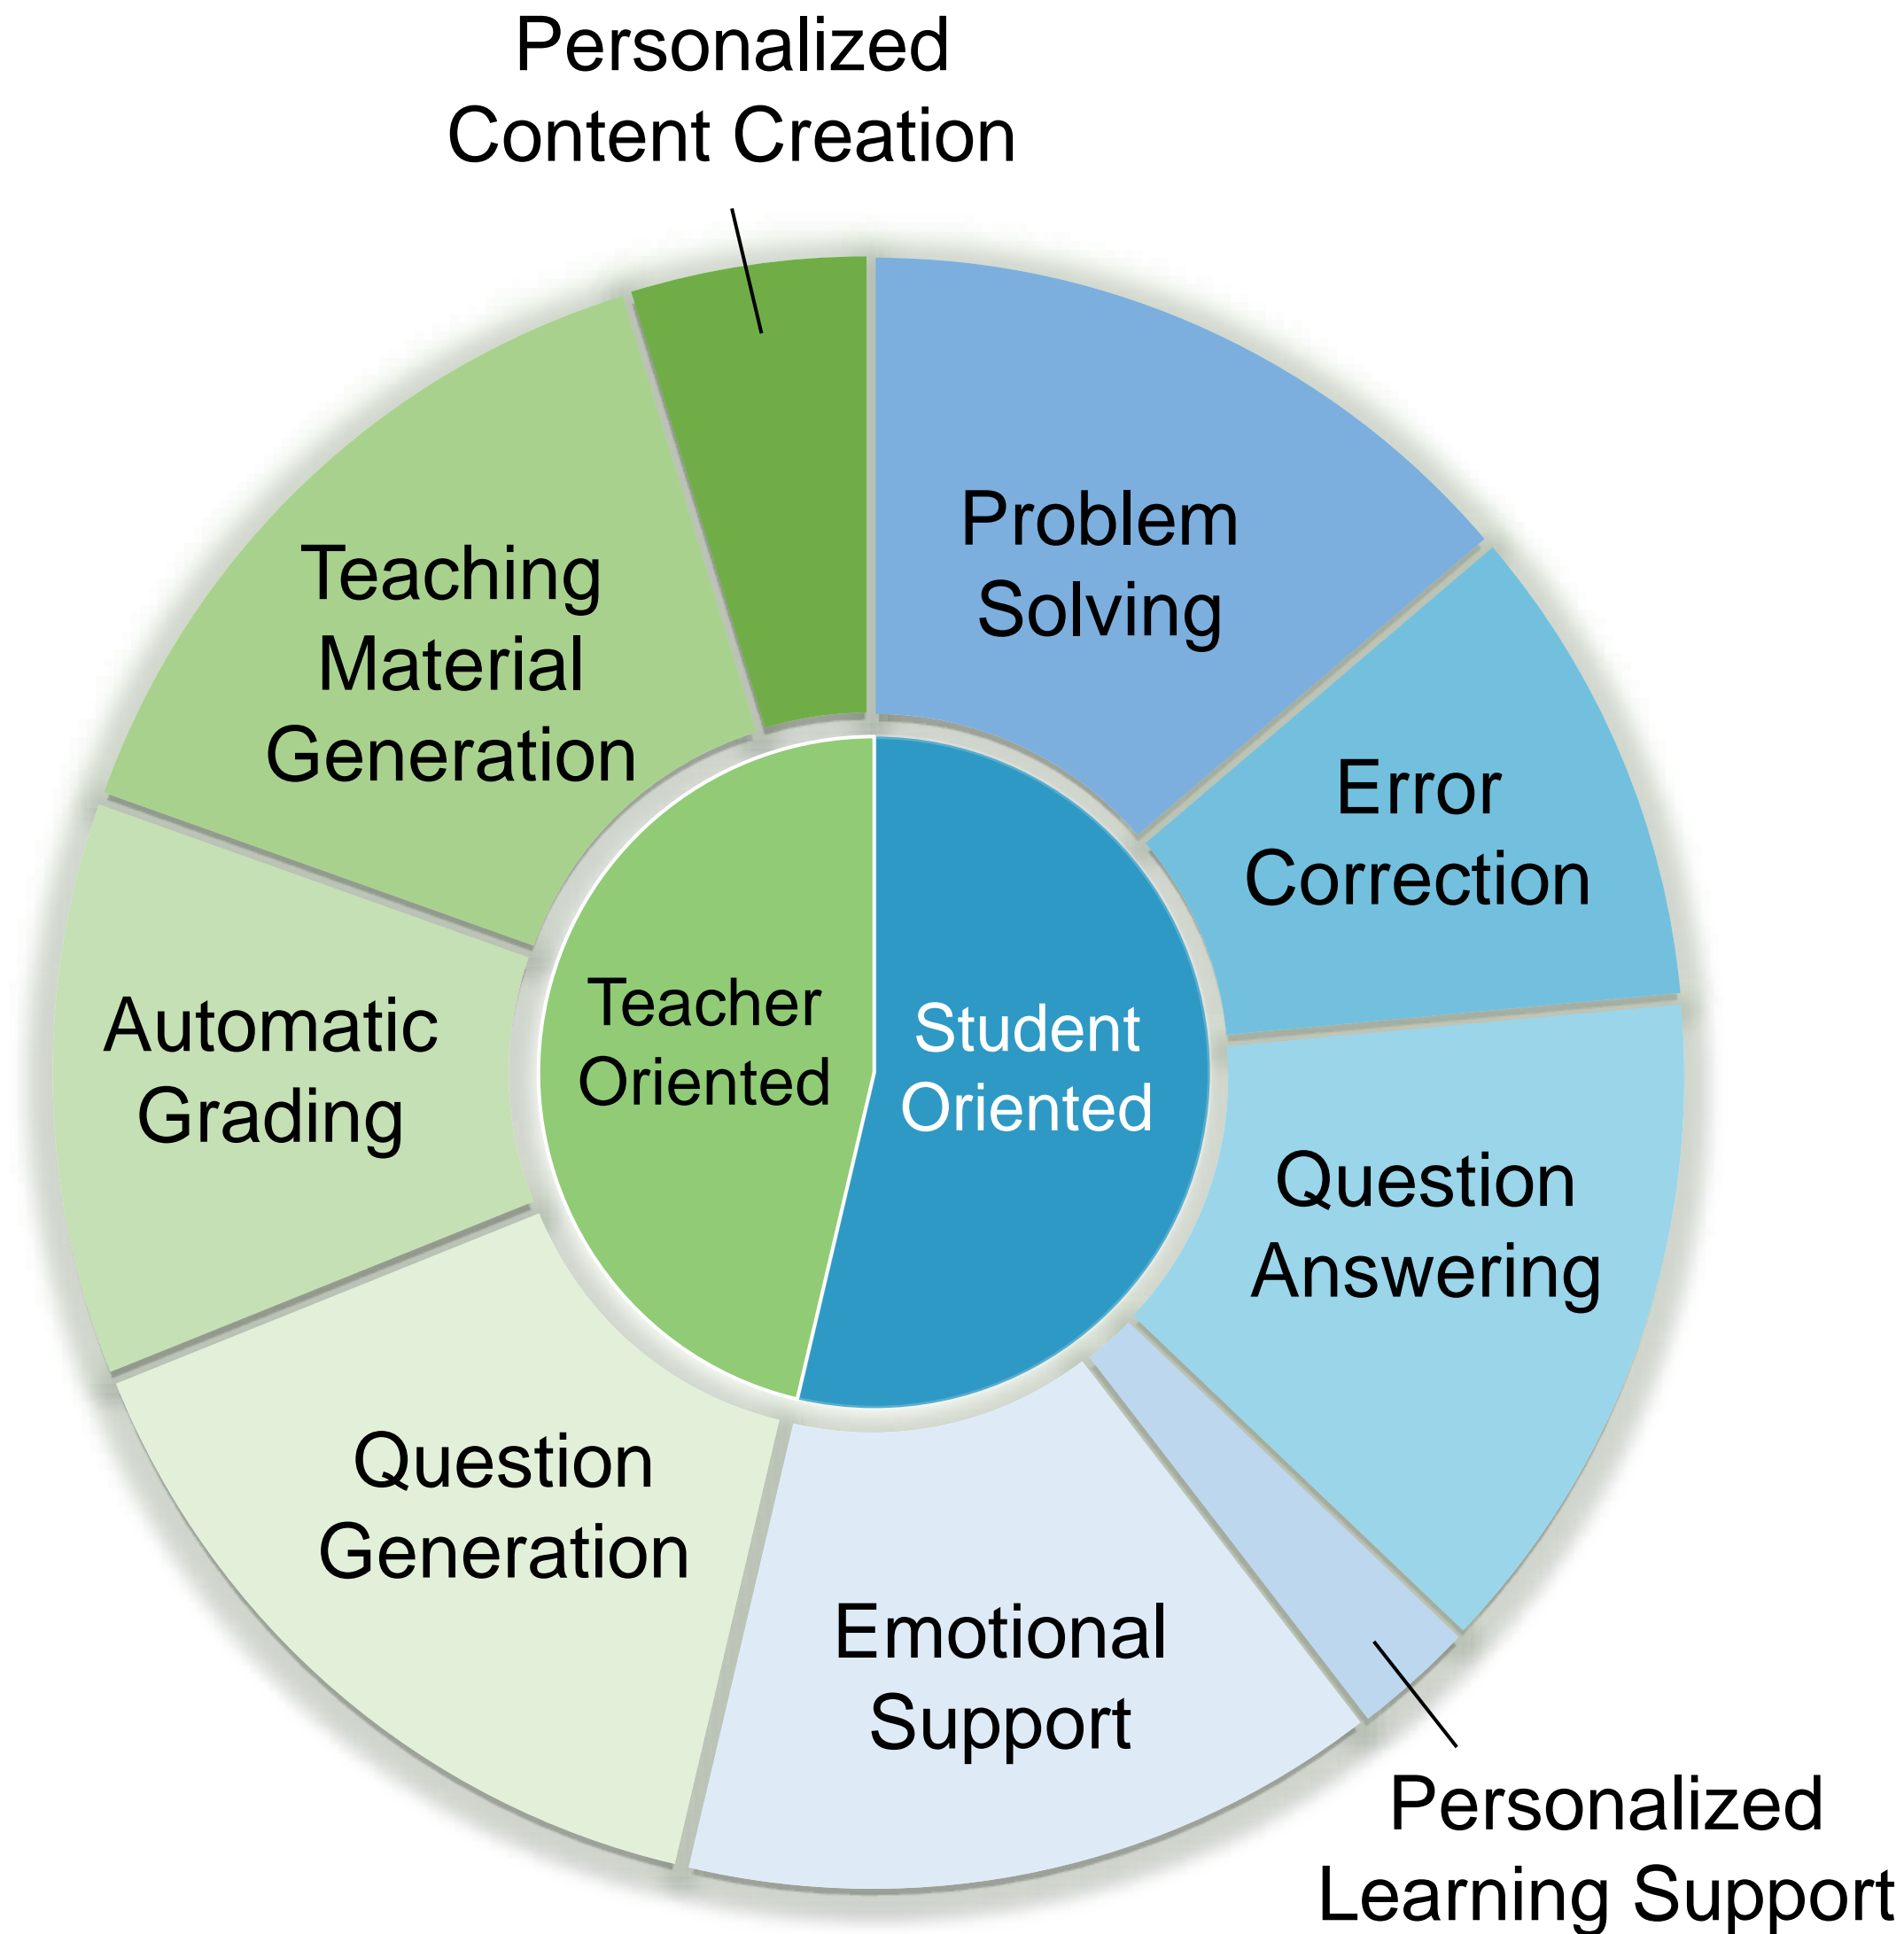 Personalized
Content Creation
Problem
Solving
Error
Correction
Question
Answering
Personalized
Learning Support
Emotional
Support
Question
Generation
Automatic
Grading
Teaching
Material
Generation
Teacher
Oriented
Student
Oriented